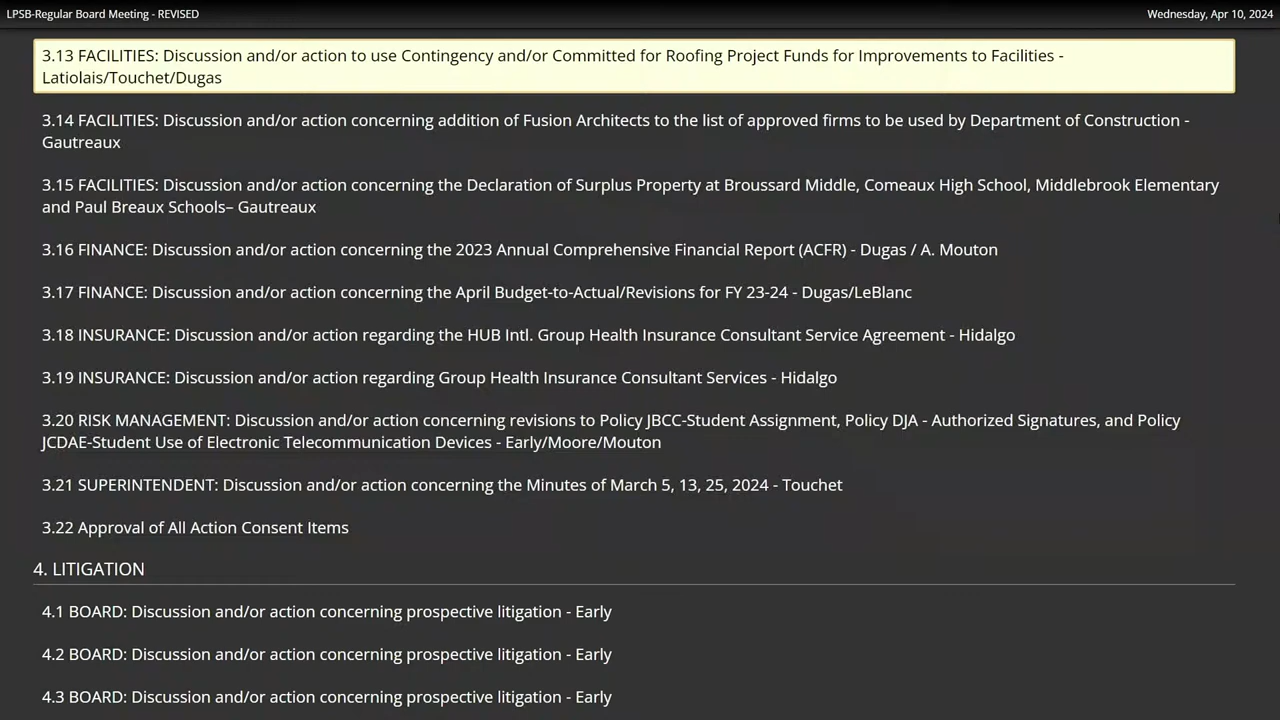 LPSB-Regular Board Meeting - REVISED
Wednesday, Apr 10, 2024
3.13 FACILITIES: Discussion and/or action to use Contingency and/or Committed for Roofing Project Funds for Improvements to Facilities -
Latiolais/Touchet/Dugas
3.14 FACILITIES: Discussion and/or action concerning addition of Fusion Architects to the list of approved firms to be used by Department of Construction -
Gautreaux
3.15 FACILITIES: Discussion and/or action concerning the Declaration of Surplus Property at Broussard Middle, Comeaux High School, Middlebrook Elementary
and Paul Breaux Schools– Gautreaux
3.16 FINANCE: Discussion and/or action concerning the 2023 Annual Comprehensive Financial Report (ACFR) - Dugas / A. Mouton
3.17 FINANCE: Discussion and/or action concerning the April Budget-to-Actual/Revisions for FY 23-24 - Dugas/LeBlanc
3.18 INSURANCE: Discussion and/or action regarding the HUB Intl. Group Health Insurance Consultant Service Agreement - Hidalgo
3.19 INSURANCE: Discussion and/or action regarding Group Health Insurance Consultant Services - Hidalgo
3.20 RISK MANAGEMENT: Discussion and/or action concerning revisions to Policy JBCC-Student Assignment, Policy DJA - Authorized Signatures, and Policy
JCDAE-Student Use of Electronic Telecommunication Devices - Early/Moore/Mouton
3.21 SUPERINTENDENT: Discussion and/or action concerning the Minutes of March 5, 13, 25, 2024 - Touchet
3.22 Approval of All Action Consent Items
4. LITIGATION
4.1 BOARD: Discussion and/or action concerning prospective litigation - Early
4.2 BOARD: Discussion and/or action concerning prospective litigation - Early
4.3 BOARD: Discussion and/or action concerning prospective litigation - Early